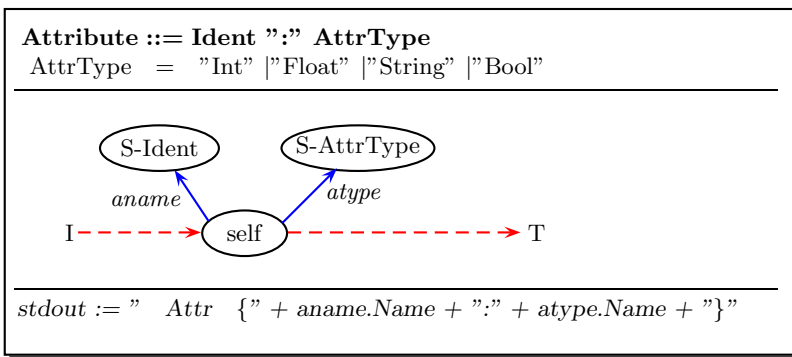 Attribute ::= Ident ”:” AttrType
AttrType = ”Int” |”Float” |”String” |”Bool”
S-Ident S-AttrType
aname atype
I self T
stdout := ” Attr {” + aname.Name + ”:” + atype.Name + ”}”